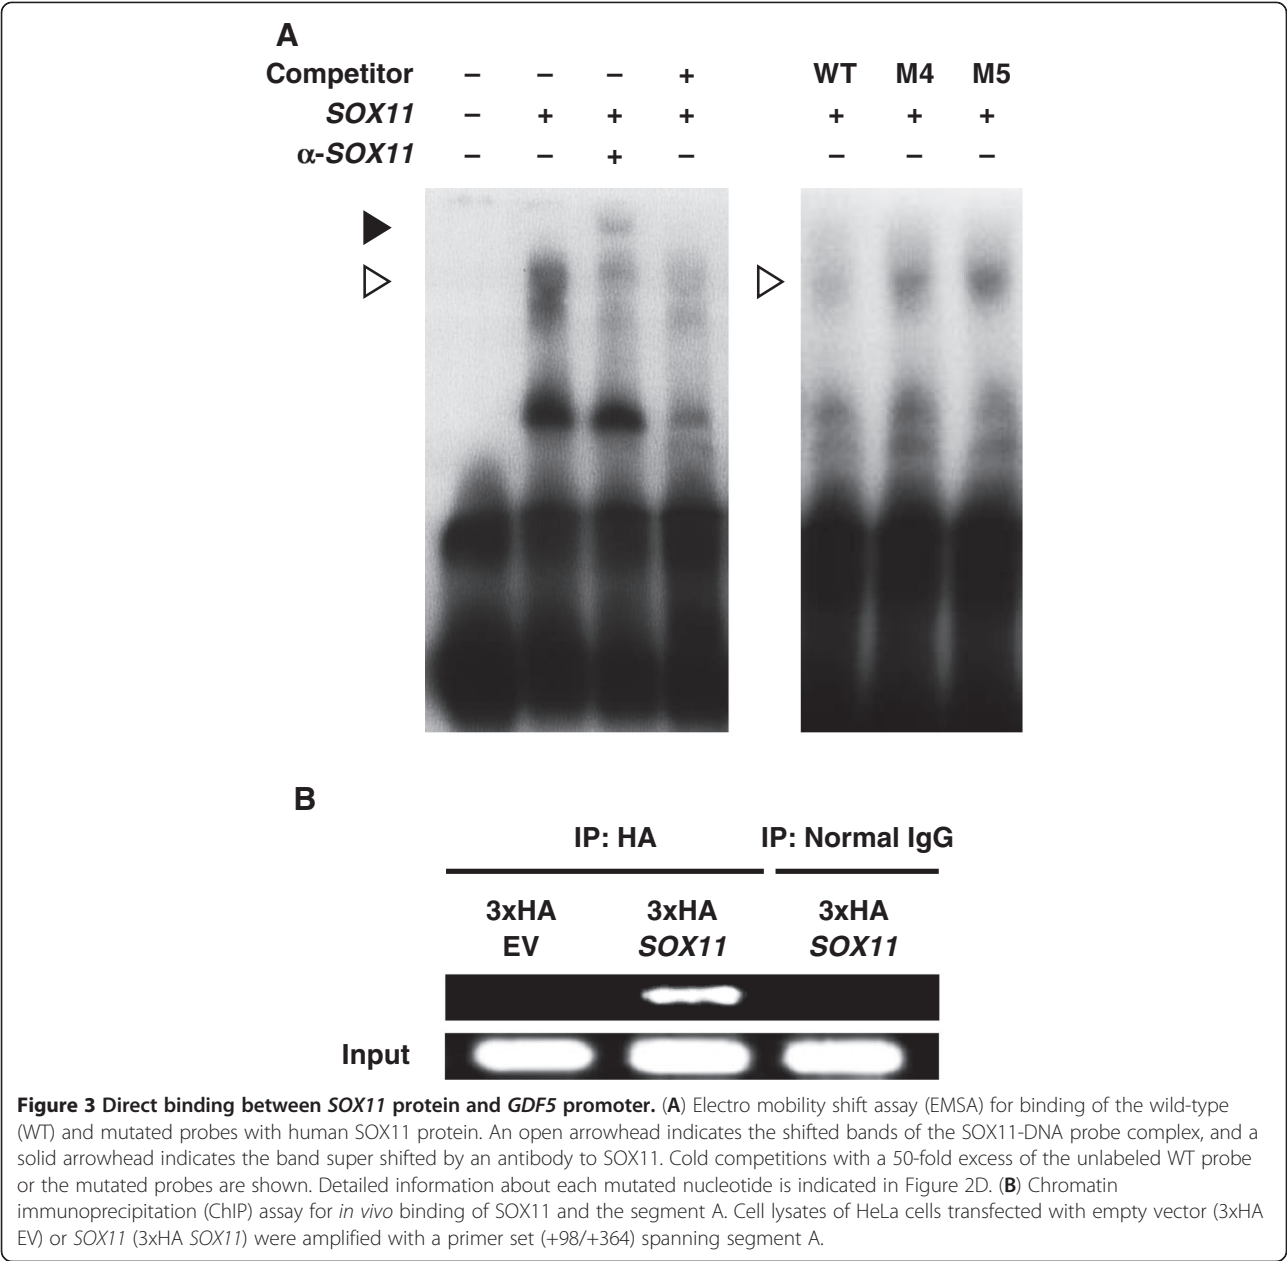 A
Competitor – – – + WT M4 M5
SOX11 – + + + + + +
α-SOX11 – – + – – – –
B
IP: HA IP: Normal IgG
3xHA 3xHA 3xHA
EV SOX11 SOX11
Input
Figure 3 Direct binding between SOX11 protein and GDF5 promoter. (A) Electro mobility shift assay (EMSA) for binding of the wild-type
(WT) and mutated probes with human SOX11 protein. An open arrowhead indicates the shifted bands of the SOX11-DNA probe complex, and a
solid arrowhead indicates the band super shifted by an antibody to SOX11. Cold competitions with a 50-fold excess of the unlabeled WT probe
or the mutated probes are shown. Detailed information about each mutated nucleotide is indicated in Figure 2D. (B) Chromatin
immunoprecipitation (ChIP) assay for in vivo binding of SOX11 and the segment A. Cell lysates of HeLa cells transfected with empty vector (3xHA
EV) or SOX11 (3xHA SOX11) were amplified with a primer set (+98/+364) spanning segment A.